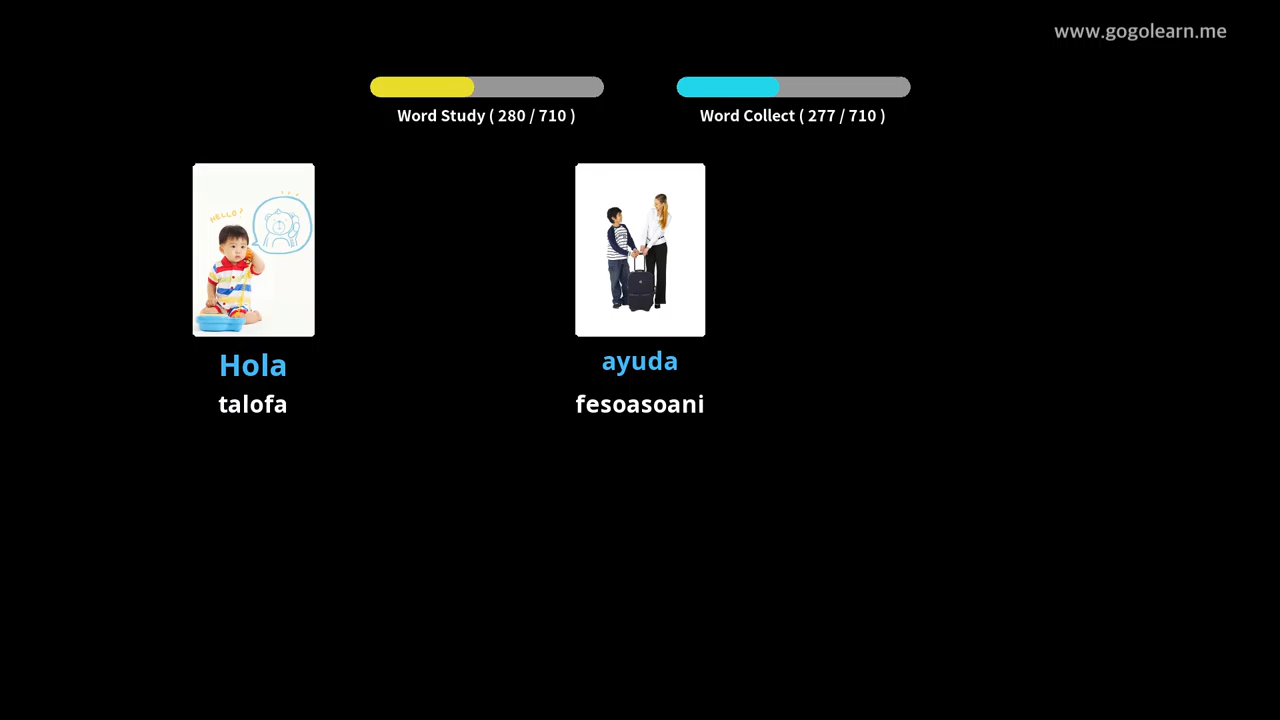 www.gogolearn.me
Word Study ( 280 / 710 )
Word Collect ( 277 / 710 )
HELLO?
Hola
talofa
ayuda
fesoasoani